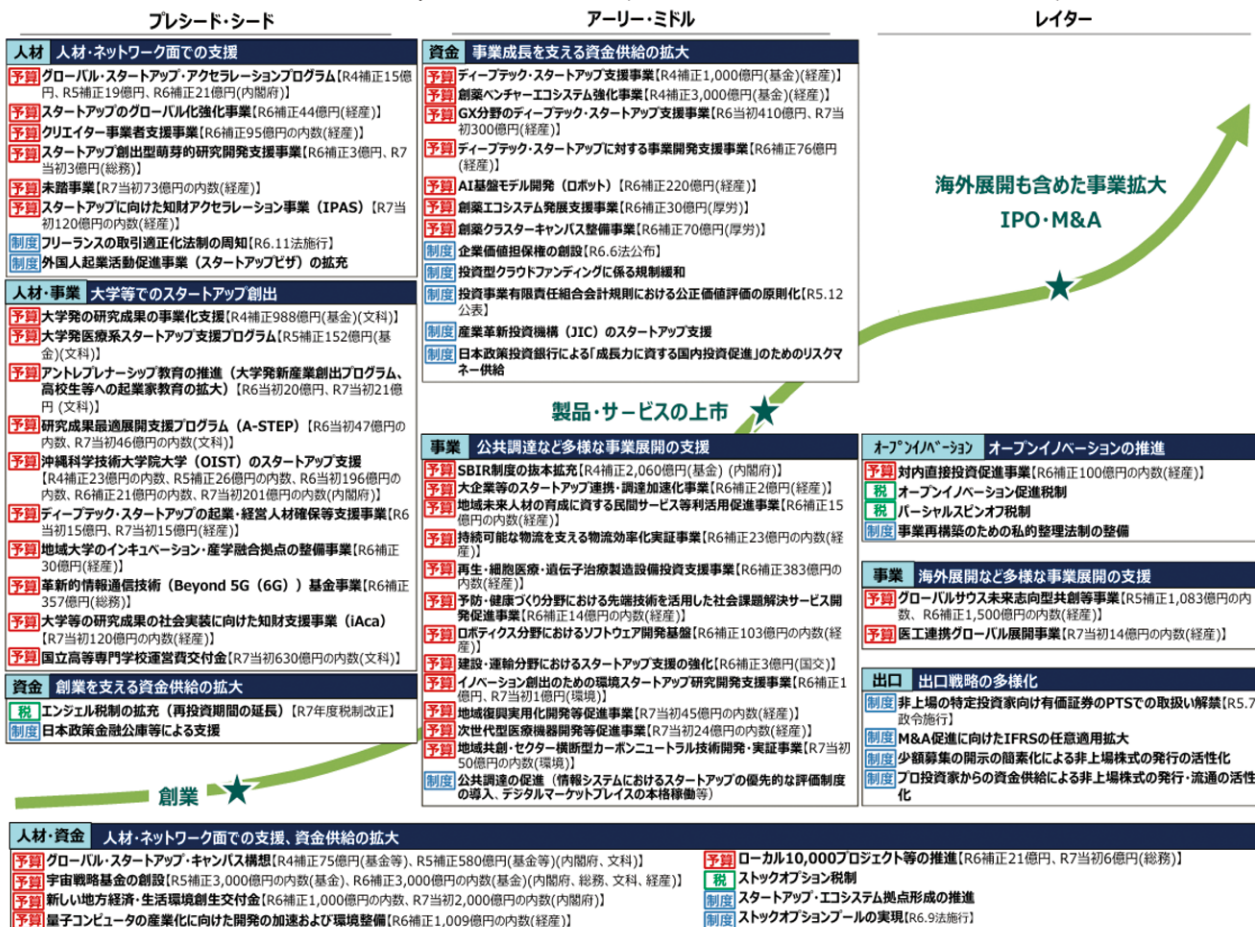 プレシード・シード
アーリー・ミドル
レイター
人材 人材・ネットワーク面での支援
予算 グローバル・スタートアップ・アクセラレーションプログラム【R4補正15億
円、R5補正19億円、R6補正21億円(内閣府)】
予算 スタートアップのグローバル化強化事業【R6補正44億円(経産)】
予算 クリエイター事業者支援事業【R6補正95億円の内数(経産)】
予算 スタートアップ創出型萌芽的研究開発支援事業【R6補正3億円、R7
当初3億円(総務)】
予算 未踏事業【R7当初73億円の内数(経産)】
予算 スタートアップに向けた知財アクセラレーション事業（IPAS）【R7当
初120億円の内数(経産)】
制度 フリーランスの取引適正化法制の周知【R6.11法施行】
制度 外国人起業活動促進事業（スタートアップビザ）の拡充
人材・事業 大学等でのスタートアップ創出
予算 大学発の研究成果の事業化支援【R4補正988億円(基金)(文科)】
予算 大学発医療系スタートアップ支援プログラム【R5補正152億円(基
金)(文科)】
予算 アントレプレナーシップ教育の推進（大学発新産業創出プログラム、
高校生等への起業家教育の拡大）【R6当初20億円、R7当初21億
円 (文科)】
予算 研究成果最適展開支援プログラム（A-STEP）【R6当初47億円の
内数、R7当初46億円の内数(文科)】
予算 沖縄科学技術大学院大学（OIST）のスタートアップ支援
【R4補正23億円の内数、R5補正26億円の内数、R6当初196億円の
内数、R6補正21億円の内数、R7当初201億円の内数(内閣府)】
予算 ディープテック・スタートアップの起業・経営人材確保等支援事業【R6
当初15億円、R7当初15億円(経産)】
予算 地域大学のインキュベーション・産学融合拠点の整備事業【R6補正
30億円(経産)】
予算 革新的情報通信技術（Beyond 5G（6G））基金事業【R6補正
357億円(総務)】
予算 大学等の研究成果の社会実装に向けた知財支援事業（iAca）
【R7当初120億円の内数(経産)】
予算 国立高等専門学校運営費交付金【R7当初630億円の内数(文科)】
資金 創業を支える資金供給の拡大
税 エンジェル税制の拡充（再投資期間の延長）【R7年度税制改正】
制度 日本政策金融公庫等による支援
創業
資金 事業成長を支える資金供給の拡大
予算 ディープテック・スタートアップ支援事業【R4補正1,000億円(基金)(経産)】
予算 創薬ベンチャーエコシステム強化事業【R4補正3,000億円(基金)(経産)】
予算 GX分野のディープテック・スタートアップ支援事業【R6当初410億円、R7当
初300億円(経産)】
予算 ディープテック・スタートアップに対する事業開発支援事業【R6補正76億円
(経産)】
予算 AI基盤モデル開発（ロボット）【R6補正220億円(経産)】
予算 創薬エコシステム発展支援事業【R6補正30億円(厚労)】
予算 創薬クラスターキャンパス整備事業【R6補正70億円(厚労)】
制度 企業価値担保権の創設【R6.6法公布】
制度 投資型クラウドファンディングに係る規制緩和
制度 投資事業有限責任組合会計規則における公正価値評価の原則化【R5.12
公表】
制度 産業革新投資機構（JIC）のスタートアップ支援
制度 日本政策投資銀行による「成長力に資する国内投資促進」のためのリスクマ
ネー供給
製品・サービスの上市
海外展開も含めた事業拡大
IPO・M&A
事業 公共調達など多様な事業展開の支援
予算 SBIR制度の抜本拡充【R4補正2,060億円(基金) (内閣府)】
予算 大企業等のスタートアップ連携・調達加速化事業【R6補正2億円(経産)】
予算 地域未来人材の育成に資する民間サービス等利活用促進事業【R6補正15
億円の内数(経産)】
予算 持続可能な物流を支える物流効率化実証事業【R6補正23億円の内数(経
産)】
予算 再生・細胞医療・遺伝子治療製造設備投資支援事業【R6補正383億円の
内数(経産)】
予算 予防・健康づくり分野における先端技術を活用した社会課題解決サービス開
発促進事業【R6補正14億円の内数(経産)】
予算 ロボティクス分野におけるソフトウェア開発基盤【R6補正103億円の内数(経
産)】
予算 建設・運輸分野におけるスタートアップ支援の強化【R6補正3億円(国交)】
予算 イノベーション創出のための環境スタートアップ研究開発支援事業【R6補正1
億円、R7当初1億円(環境)】
予算 地域復興実用化開発等促進事業【R7当初45億円の内数(経産)】
予算 次世代型医療機器開発等促進事業【R7当初24億円の内数(経産)】
予算 地域共創・セクター横断型カーボンニュートラル技術開発・実証事業【R7当初
50億円の内数(環境)】
制度 公共調達の促進（情報システムにおけるスタートアップの優先的な評価制度
の導入、デジタルマーケットプレイスの本格稼働等）
オープンイノベーション オープンイノベーションの推進
予算 対内直接投資促進事業【R6補正100億円の内数(経産)】
税 オープンイノベーション促進税制
税 パーシャルスピンオフ税制
制度 事業再構築のための私的整理法制の整備
事業 海外展開など多様な事業展開の支援
予算 グローバルサウス未来志向型共創等事業【R5補正1,083億円の内
数、R6補正1,500億円の内数(経産)】
予算 医工連携グローバル展開事業【R7当初14億円の内数(経産)】
出口 出口戦略の多様化
制度 非上場の特定投資家向け有価証券のPTSでの取扱い解禁【R5.7
政令施行】
制度 M&A促進に向けたIFRSの任意適用拡大
制度 少額募集の開示の簡素化による非上場株式の発行の活性化
制度 プロ投資家からの資金供給による非上場株式の発行・流通の活性
化
人材・資金 人材・ネットワーク面での支援、資金供給の拡大
予算 グローバル・スタートアップ・キャンパス構想【R4補正75億円(基金等)、R5補正580億円(基金等)(内閣府、文科)】
予算 宇宙戦略基金の創設【R5補正3,000億円の内数(基金)、R6補正3,000億円の内数(基金)(内閣府、総務、文科、経産)】
予算 新しい地方経済・生活環境創生交付金【R6補正1,000億円の内数、R7当初2,000億円の内数(内閣府)】
予算 量子コンピュータの産業化に向けた開発の加速および環境整備【R6補正1,009億円の内数(経産)】
予算 ローカル10,000プロジェクト等の推進【R6補正21億円、R7当初6億円(総務)】
税 ストックオプション税制
制度 スタートアップ・エコシステム拠点形成の推進
制度 ストックオプションプールの実現【R6.9法施行】